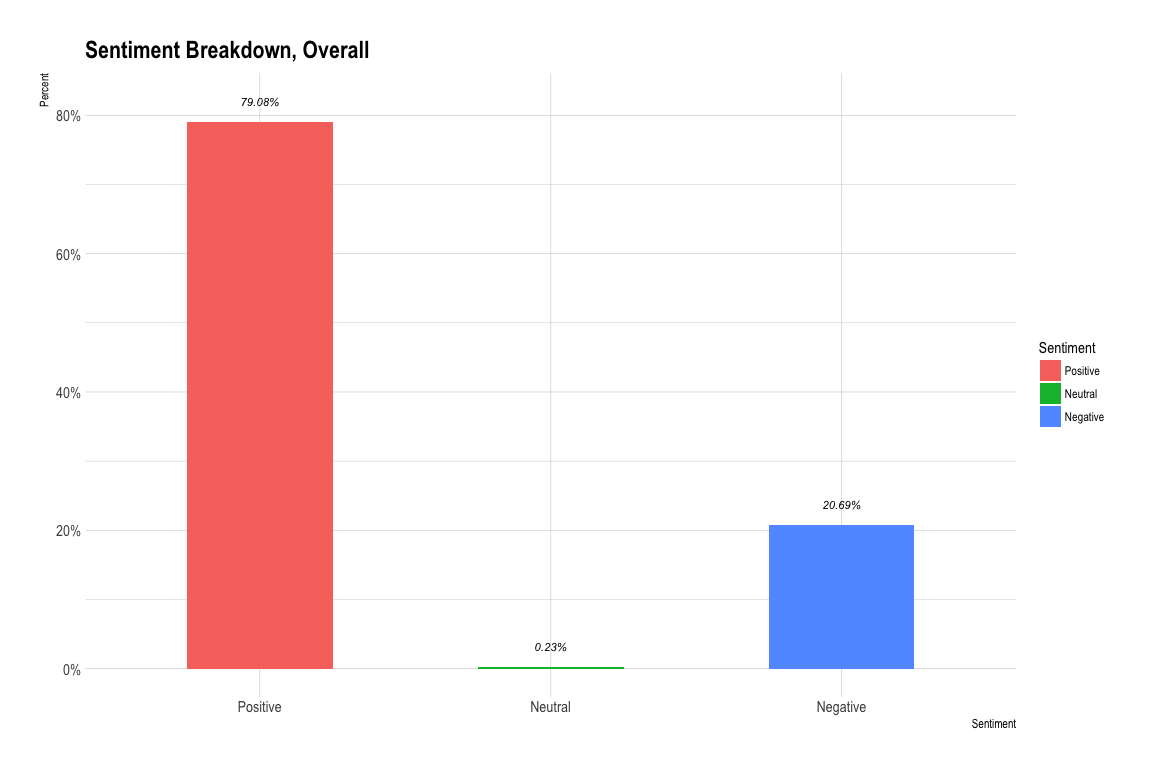 Sentiment Breakdown, Overall
Percent
79.08%
80%
60%
40%
20%
0%
0.23%
20.69%
Positive
Neutral
Negative
Sentiment
Sentiment
Positive
Neutral
Negative